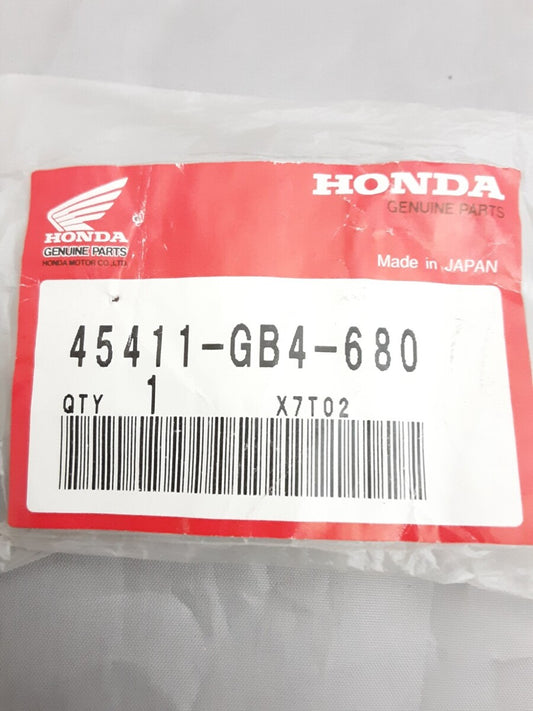 HONDA
GENUINE PARTS
HONDA MOTOR CO.,LTD.
HONDA
GENUINE PARTS
Made in JAPAN
45411-GB4-680
QTY 1 X7T02